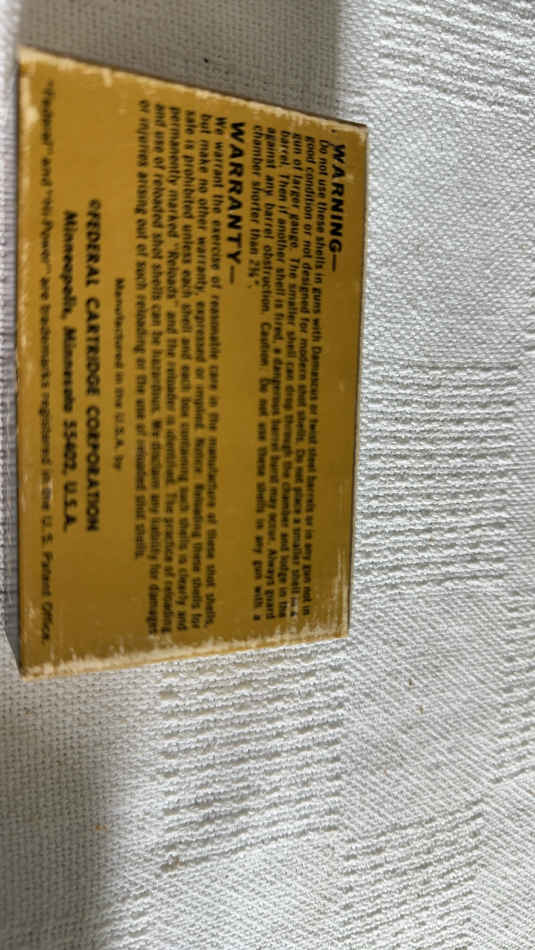 WARNING—
Do not use these shells in guns with Damascus or twist steel barrels or in any gun not in
good condition or not designed for modern shot shells. Do not place a smaller shell in a
gun of larger gauge. The smaller shell can drop through the chamber and lodge in the
barrel. Then if another shell is fired, a dangerous barrel burst may occur. Always guard
against any barrel obstruction. Caution. Do not use these shells in any gun with a
chamber shorter than 2¾".
WARRANTY—
We warrant the exercise of reasonable care in the manufacture of these shot shells,
but make no other warranty, expressed or implied. Notice. Reloading these shells for
sale is prohibited unless each shell and each box containing such shells is clearly and
permanently marked "Reloads" and the reloader is identified. The practice of reloading
and use of reloaded shot shells can be hazardous. We disclaim any liability for damages
or injuries arising out of such reloading or the use of reloaded shot shells.
Manufactured in the U.S.A. by
©FEDERAL CARTRIDGE CORPORATION
Minneapolis, Minnesota 55402, U.S.A.
"Federal" and "Hi-Power" are trademarks registered in the U.S. Patent Office.